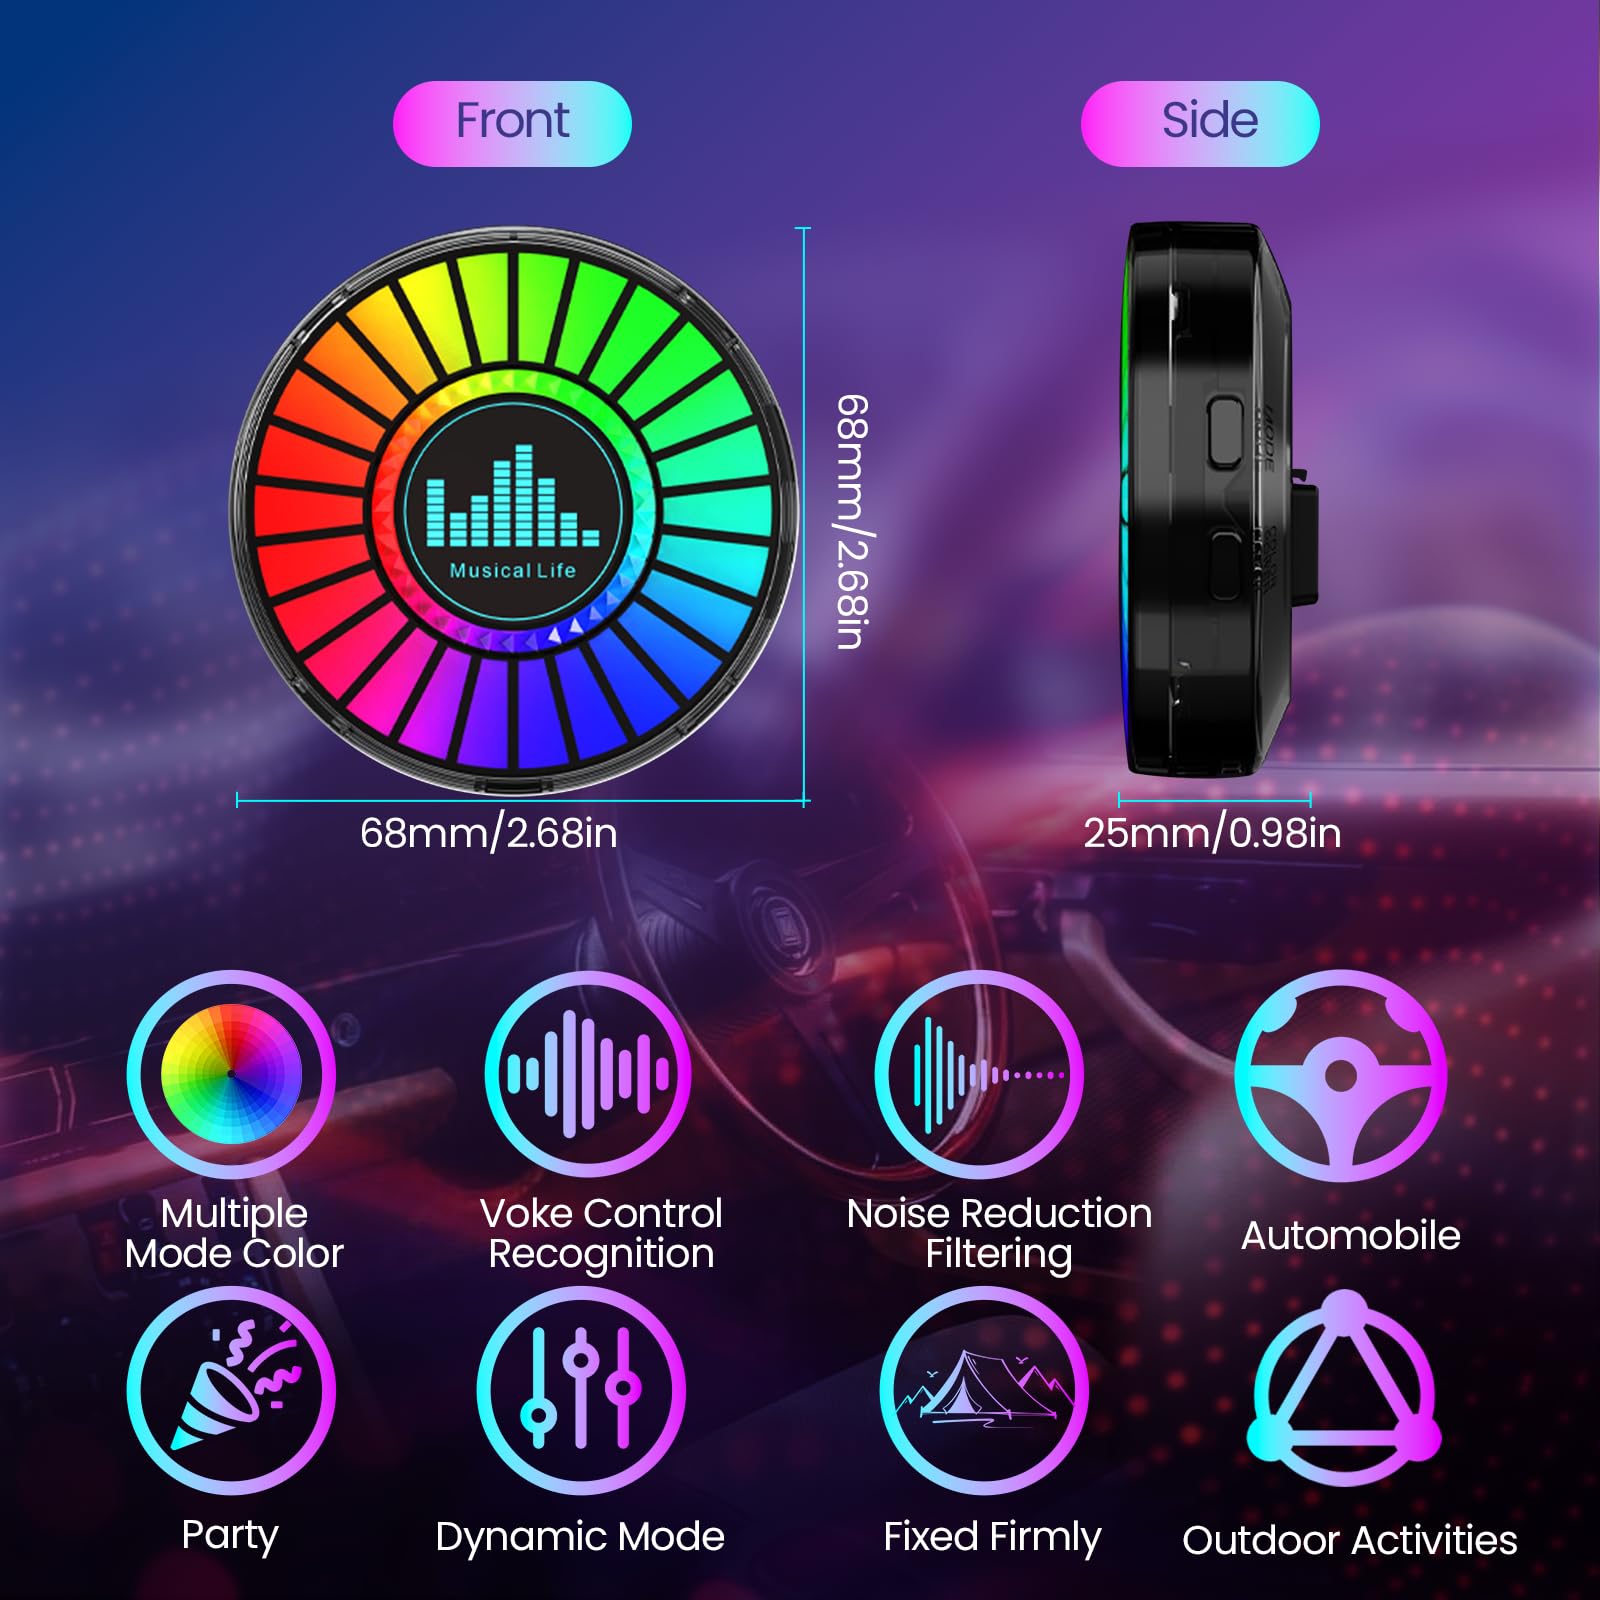 Front
Side
68mm/2.68in
Musical Life
MODE
68mm/2.68in
25mm/0.98in
Multiple
Mode Color
Voke Control
Recognition
Noise Reduction
Filtering
Automobile
Party
Dynamic Mode
Fixed Firmly
Outdoor Activities